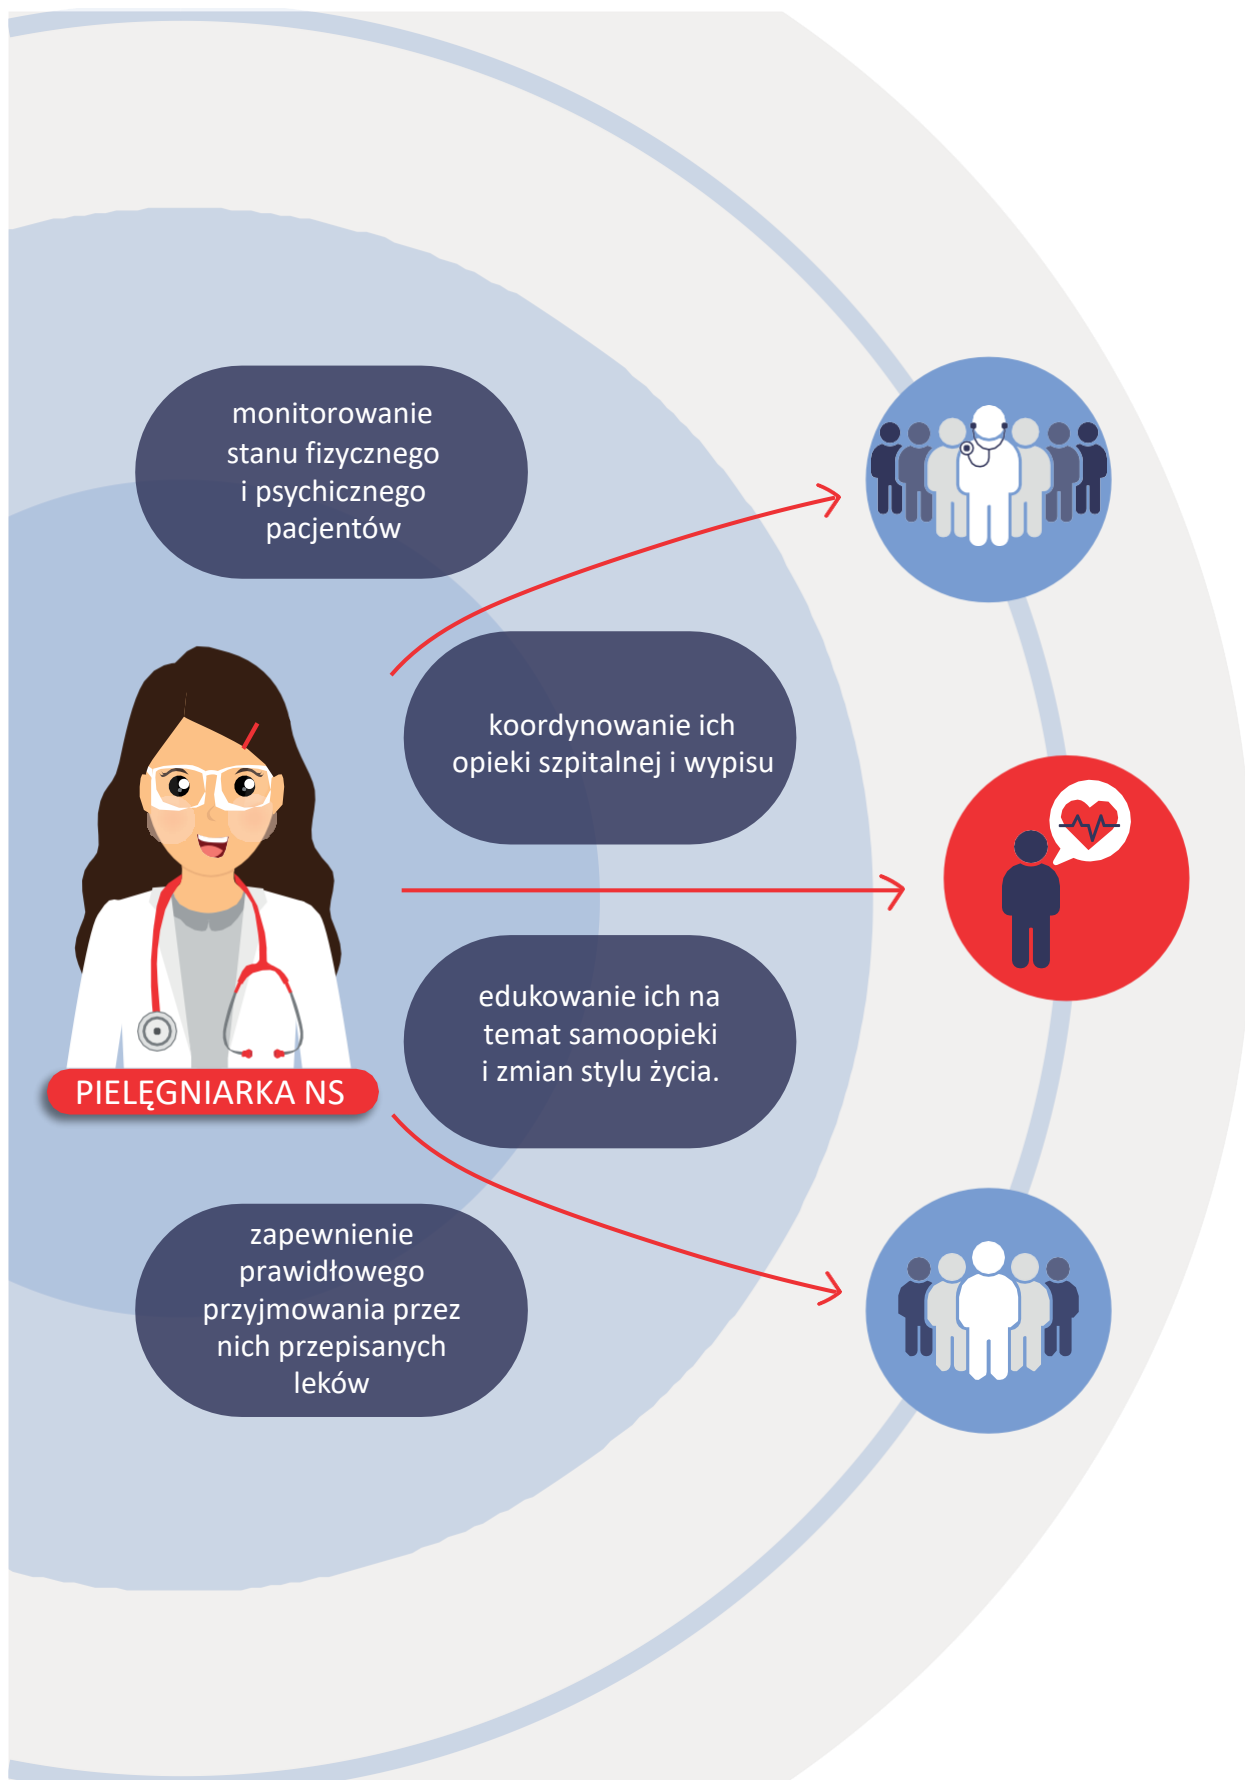 monitorowanie
stanu fizycznego
i psychicznego
pacjentów
koordynowanie ich
opieki szpitalnej i wypisu
edukowanie ich na
temat samoopieki
i zmian stylu życia.
PIELĘGNIARKA NS
zapewnienie
prawidłowego
przyjmowania przez
nich przepisanych
leków